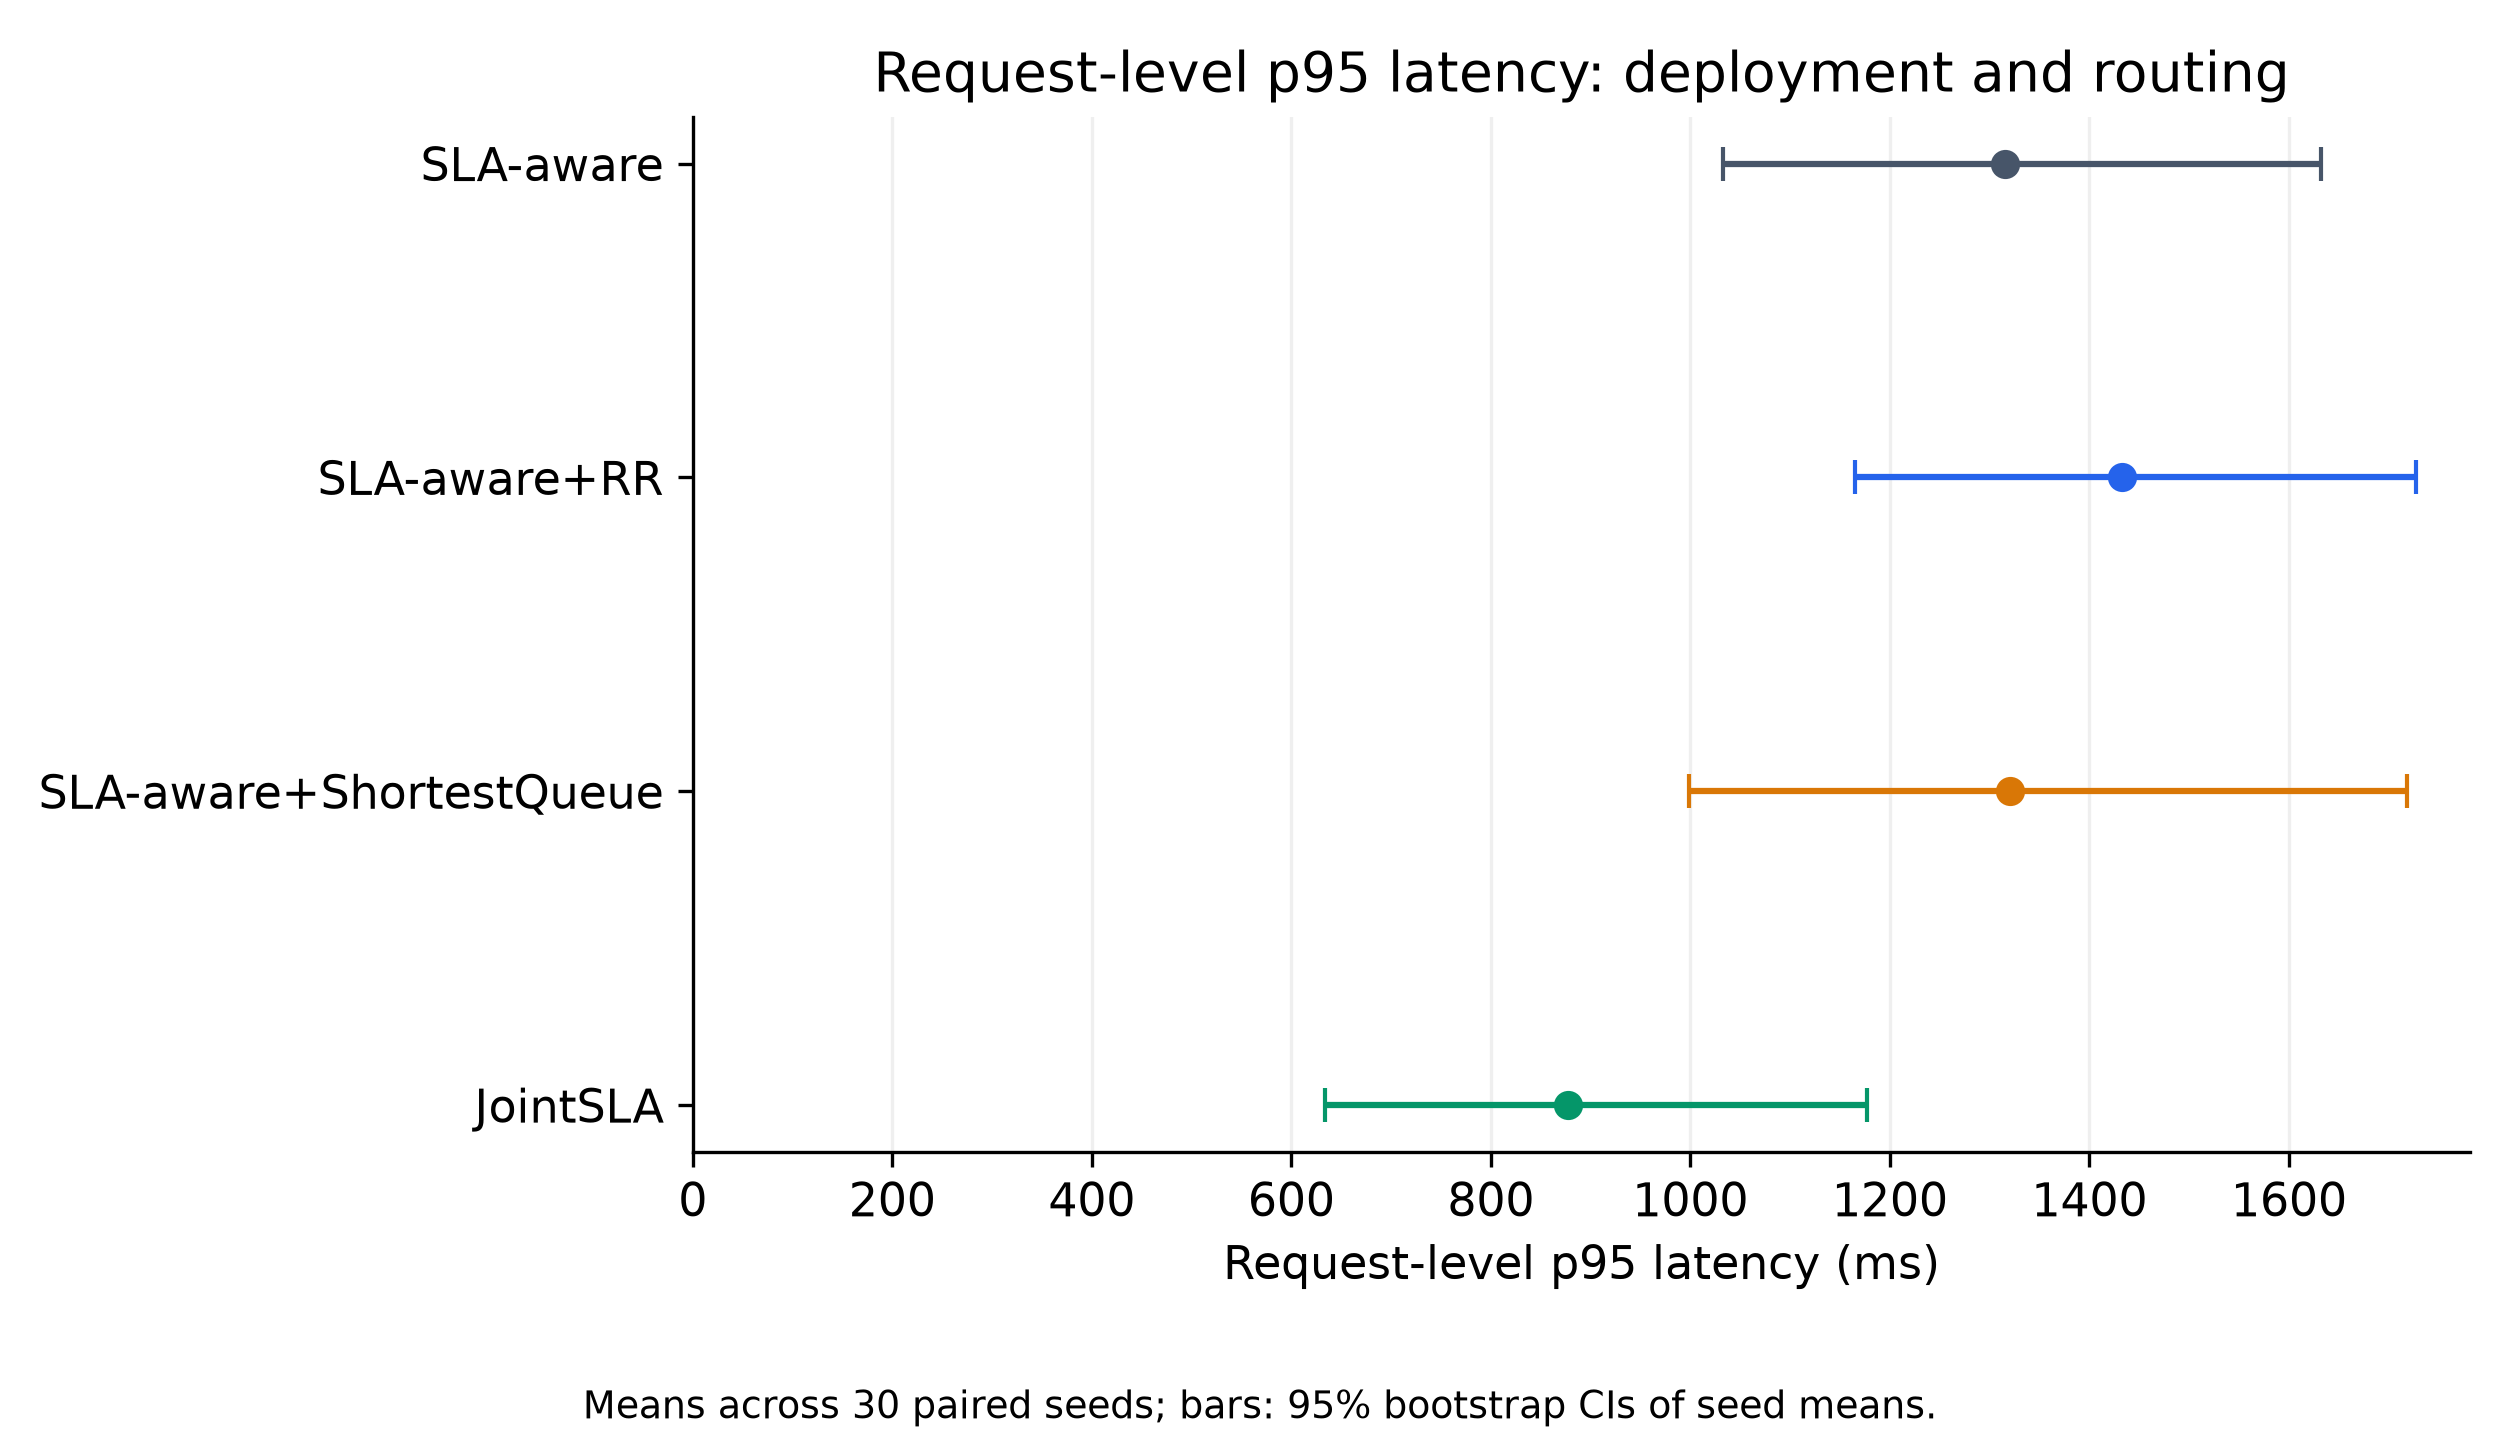 Request-level p95 latency: deployment and routing
SLA-aware
SLA-aware+RR
SLA-aware+ShortestQueue
JointSLA
0 200 400 600 800 1000 1200 1400 1600
Request-level p95 latency (ms)
Means across 30 paired seeds; bars: 95% bootstrap CIs of seed means.